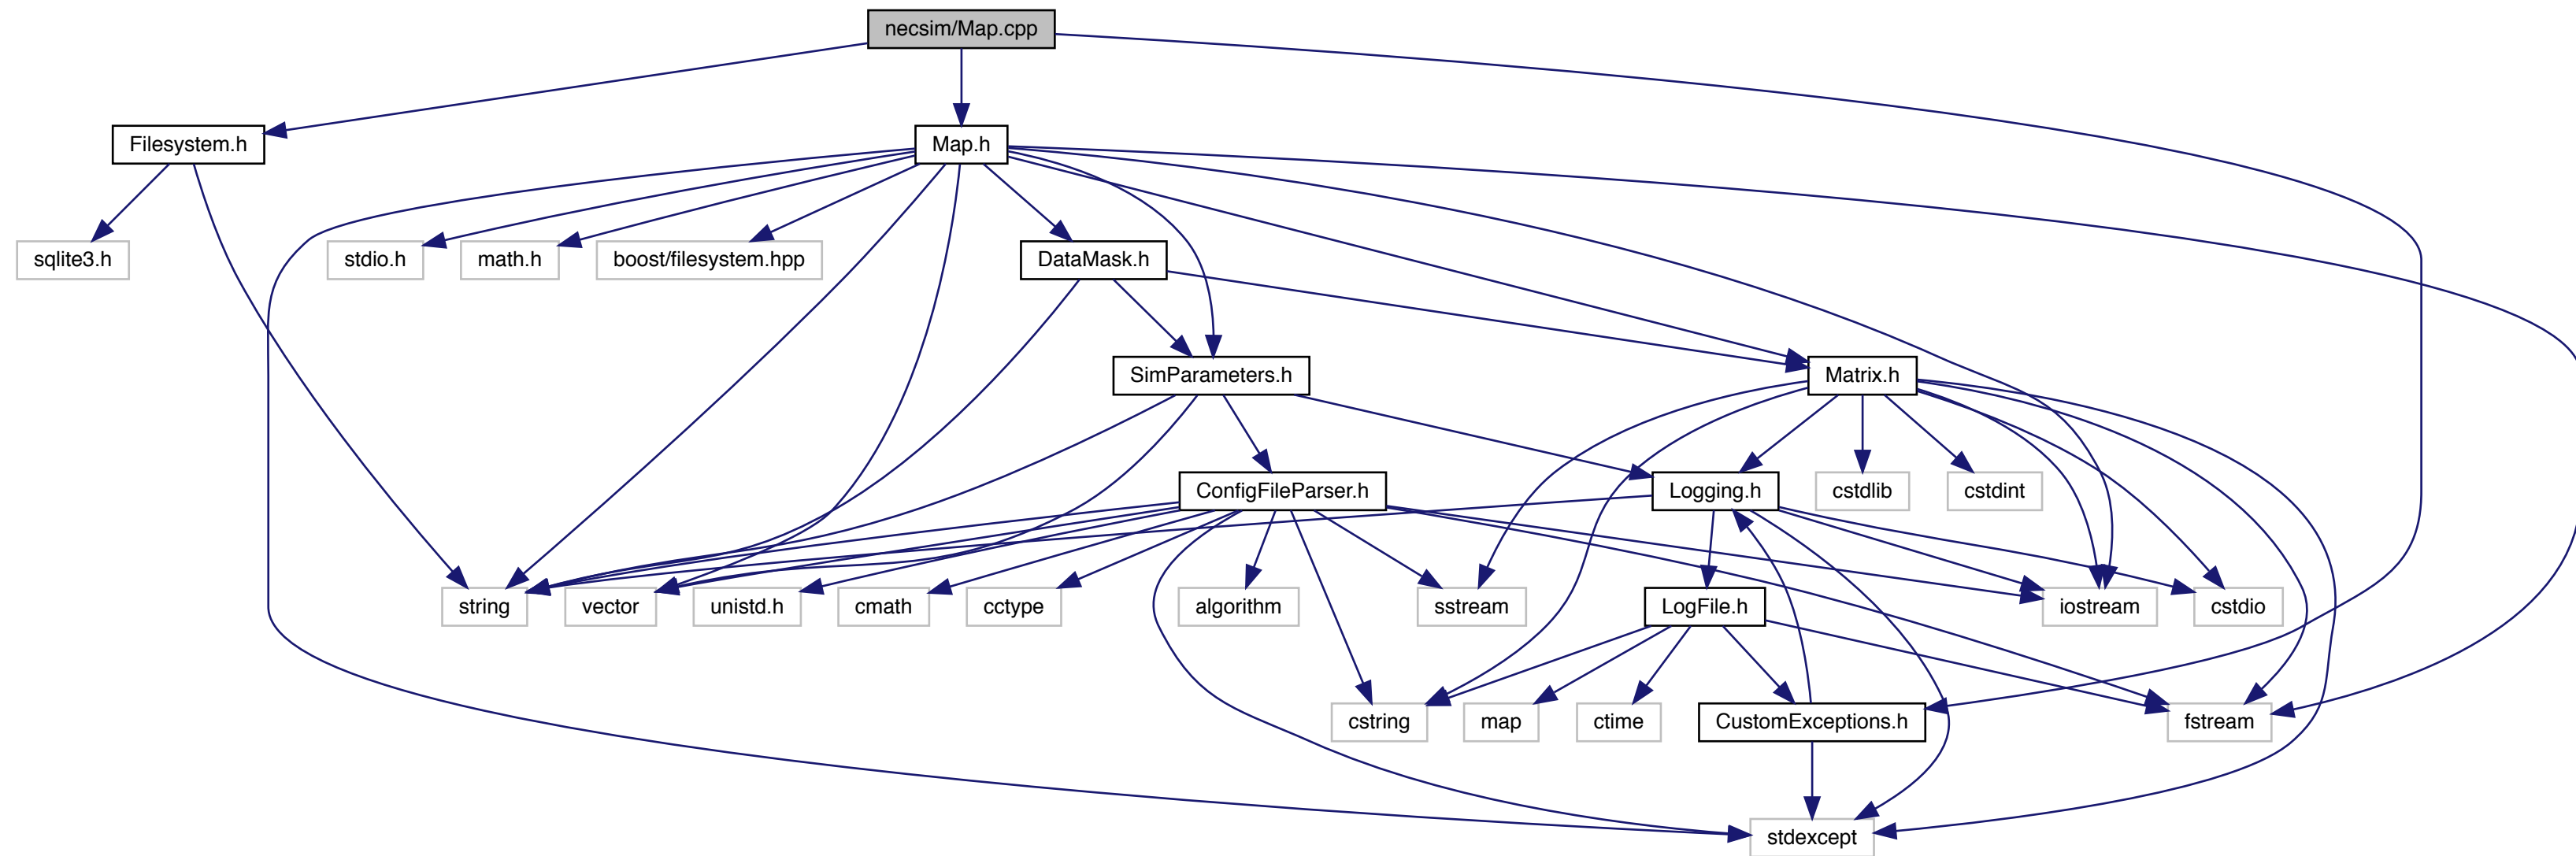 necsim/Map.cpp
Filesystem.h
Map.h
sqlite3.h
stdio.h
math.h
boost/filesystem.hpp
DataMask.h
SimParameters.h
Matrix.h
ConfigFileParser.h
Logging.h
cstdlib
cstdint
string
vector
unistd.h
cmath
cctype
algorithm
sstream
LogFile.h
iostream
cstdio
cstring
map
ctime
CustomExceptions.h
fstream
stdexcept